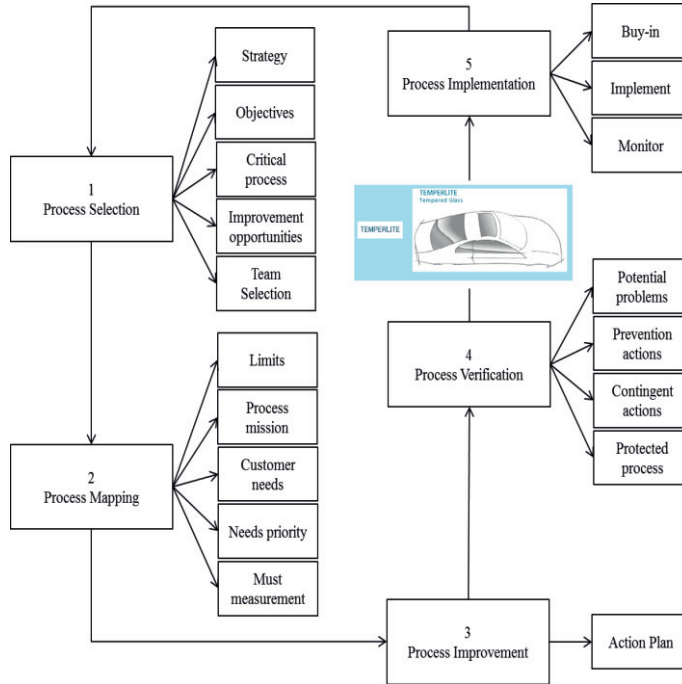 1
Process Selection
Strategy
Objectives
Critical
process
Improvement
opportunities
Team
Selection
2
Process Mapping
Limits
Process
mission
Customer
needs
Needs priority
Must
measurement
3
Process Improvement
Action Plan
4
Process Verification
Potential
problems
Prevention
actions
Contingent
actions
Protected
process
TEMPERLITE
TEMPERLITE
Tempered Glass
5
Process Implementation
Buy-in
Implement
Monitor